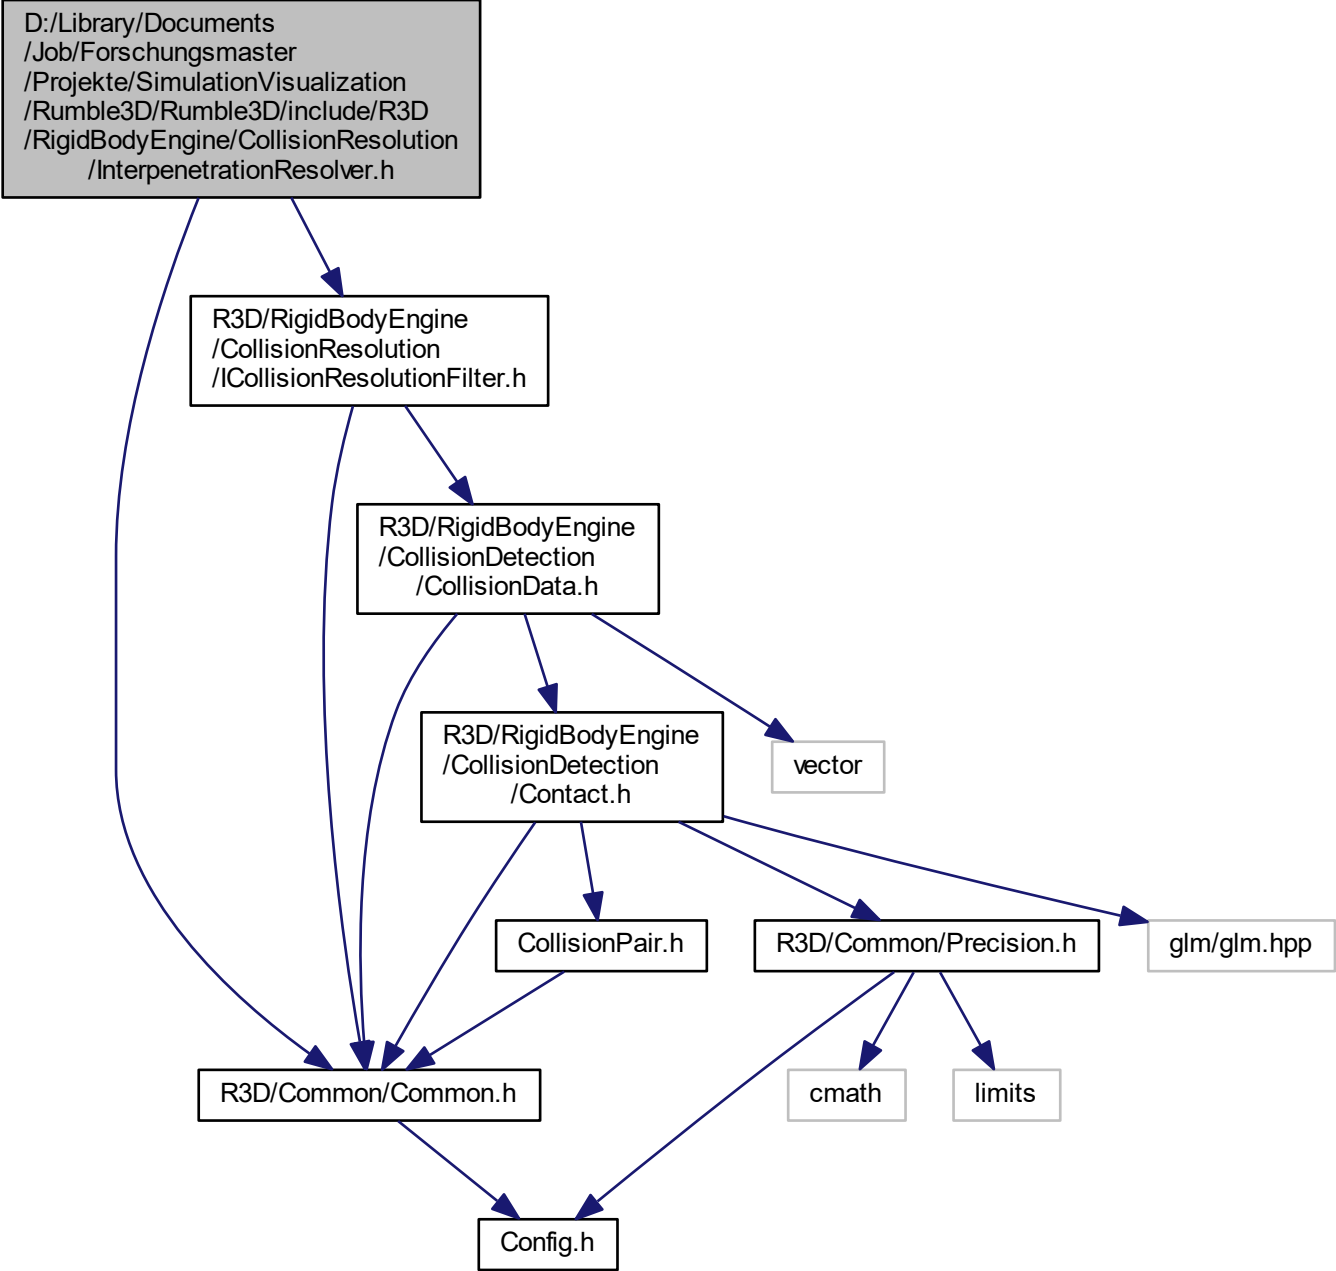 D:/Library/Documents
/Job/Forschungsmaster
/Projekte/SimulationVisualization
/Rumble3D/Rumble3D/include/R3D
/RigidBodyEngine/CollisionResolution
/InterpenetrationResolver.h
R3D/RigidBodyEngine
/CollisionResolution
/ICollisionResolutionFilter.h
R3D/RigidBodyEngine
/CollisionDetection
/CollisionData.h
R3D/RigidBodyEngine
/CollisionDetection
/Contact.h
vector
CollisionPair.h
R3D/Common/Precision.h
glm/glm.hpp
R3D/Common/Common.h
cmath
limits
Config.h